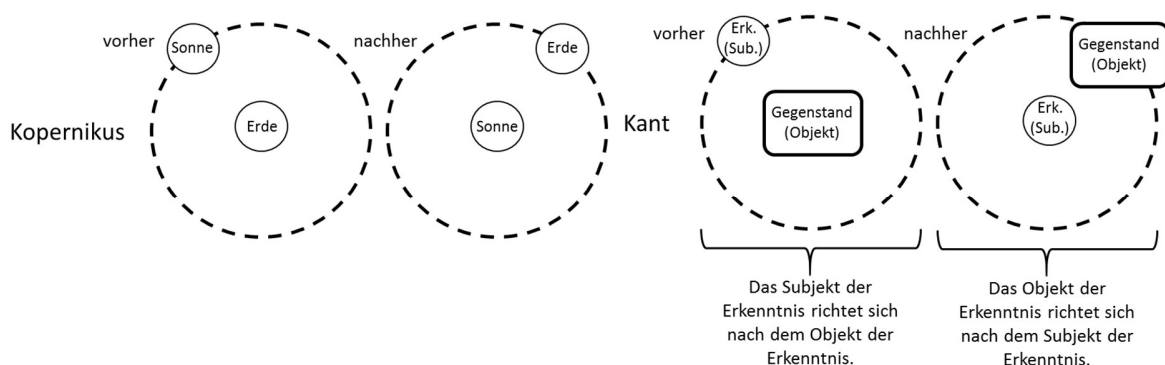 Kopernikus
vorher
Sonne
Erde
nachher
Erde
Sonne
Kant
vorher
Erk.
(Sub.)
Gegenstand
(Objekt)
nachher
Gegenstand
(Objekt)
Erk.
(Sub.)
Das Subjekt der
Erkenntnis richtet sich
nach dem Objekt der
Erkenntnis.
Das Objekt der
Erkenntnis richtet sich
nach dem Subjekt der
Erkenntnis.